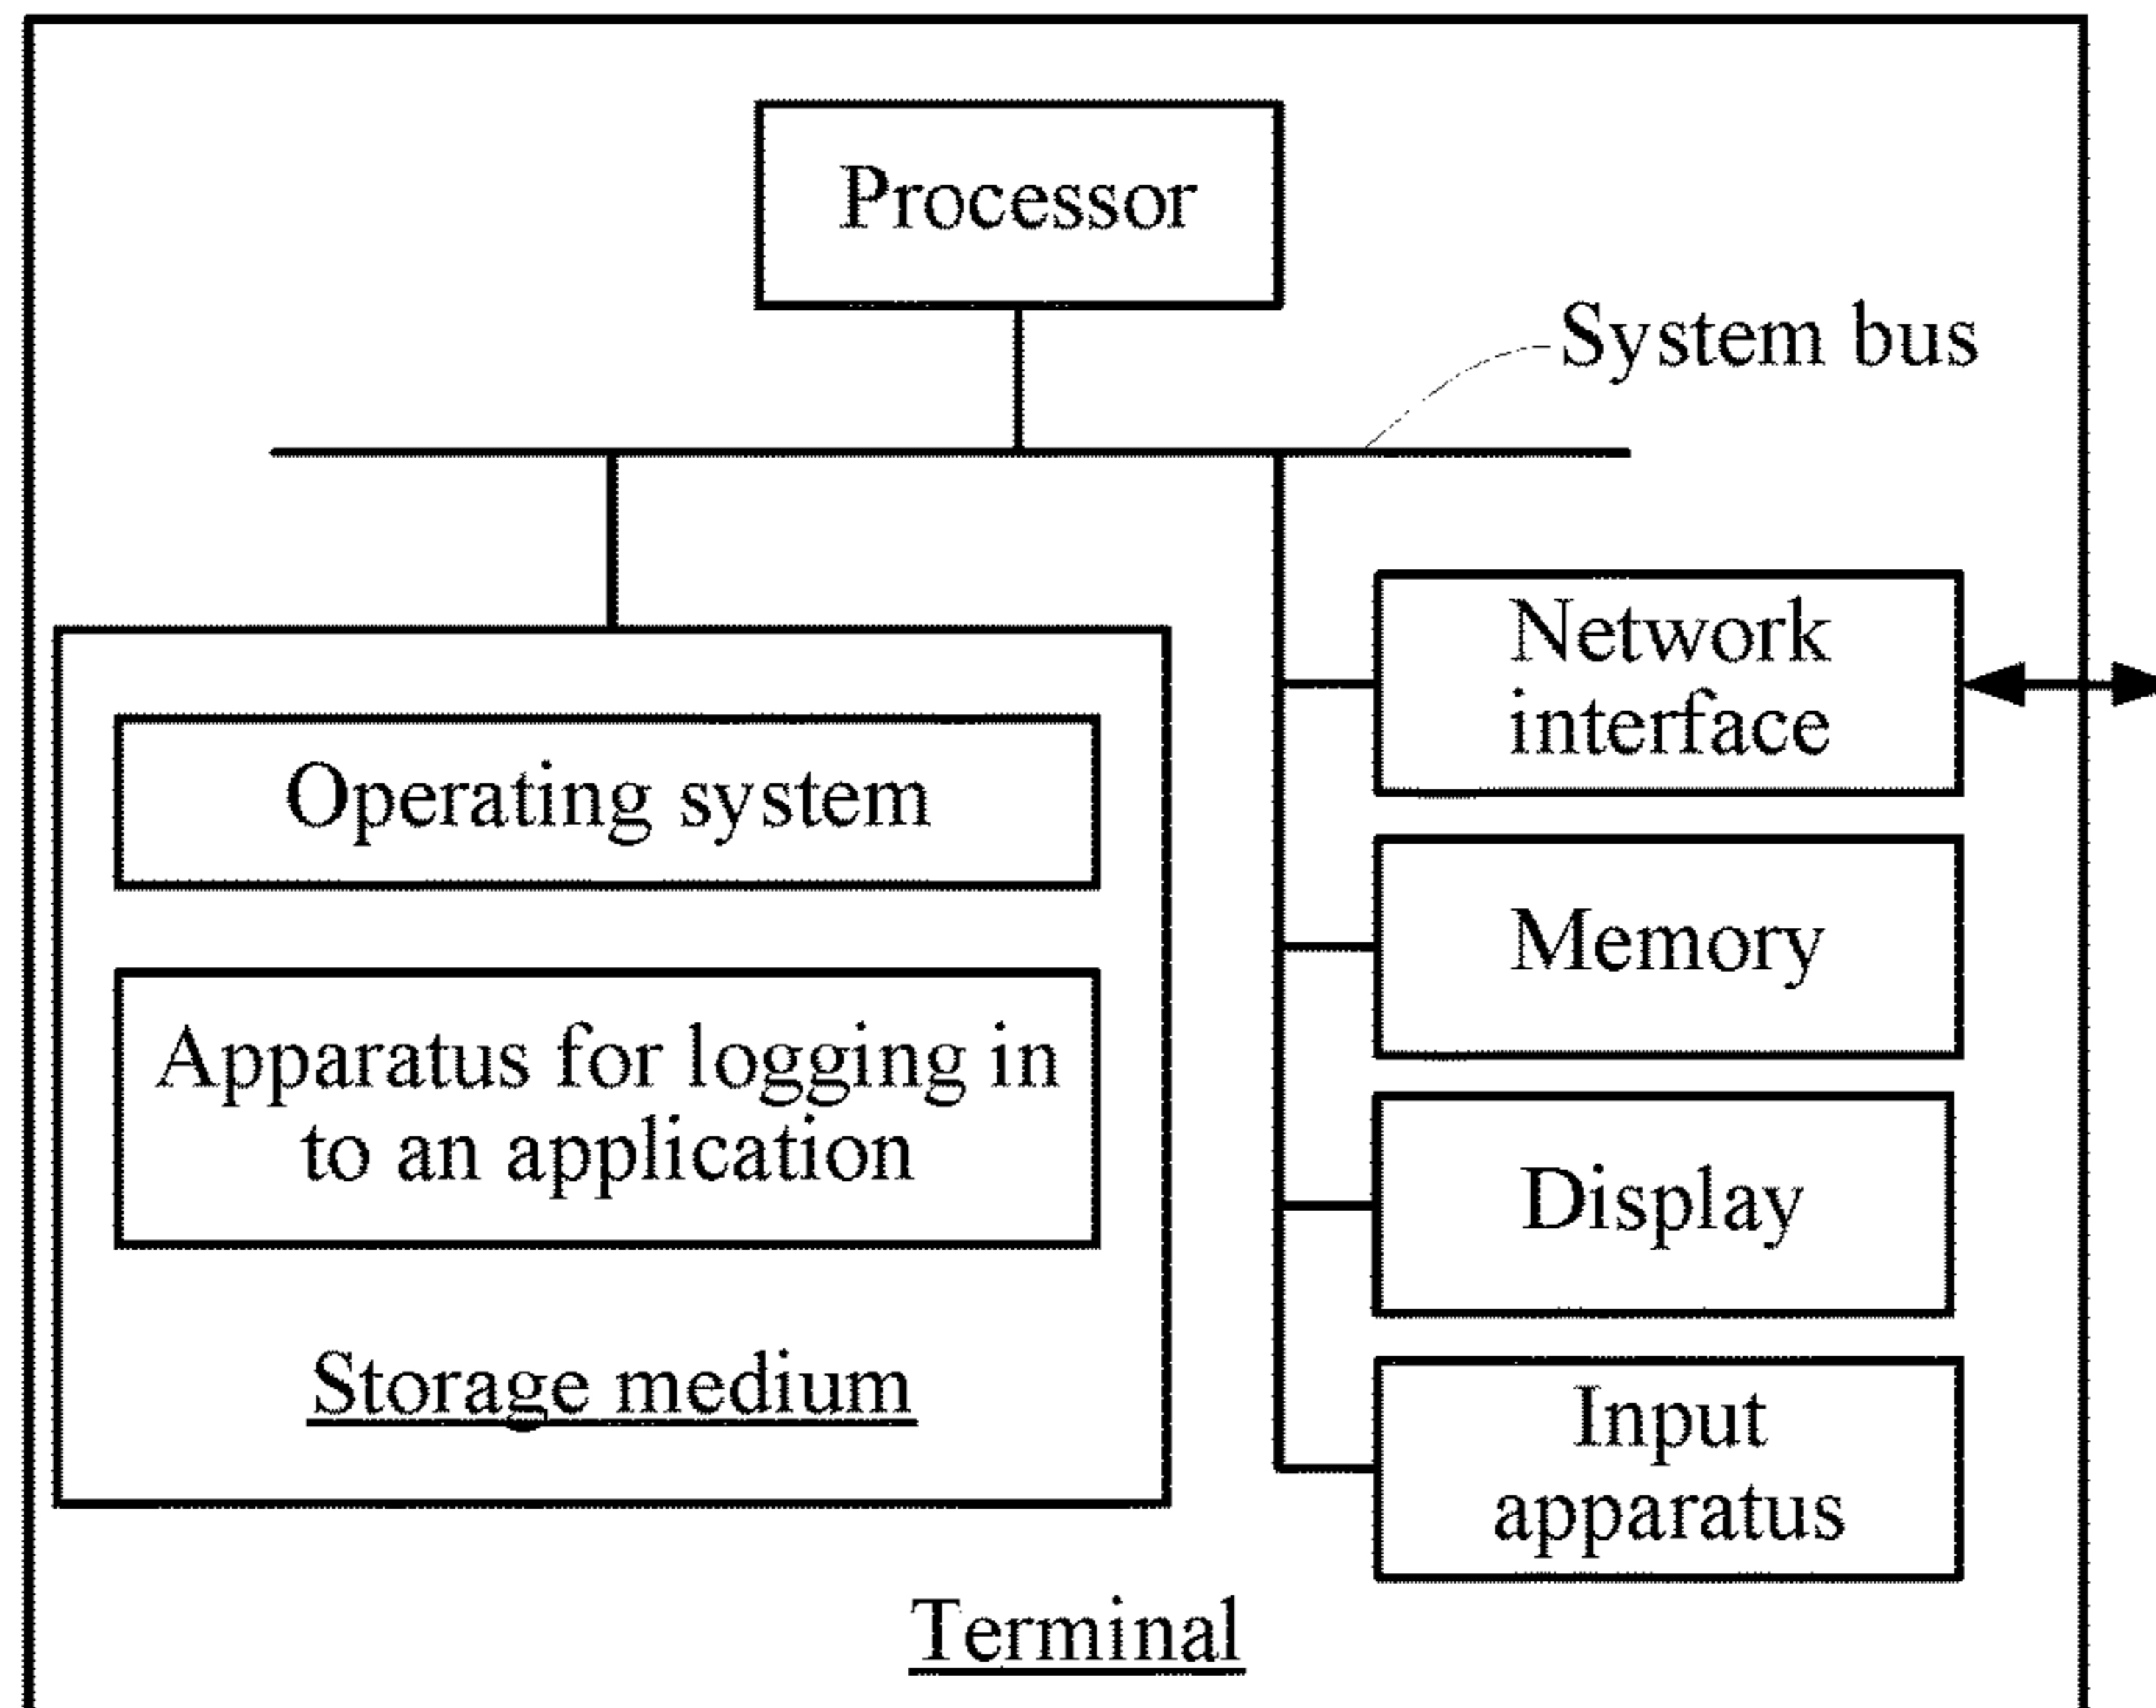 Processor
System bus
Network
interface
Operating system
Memory
Apparatus for logging in
to an application
Display
Storage medium
Input
apparatus
Terminal